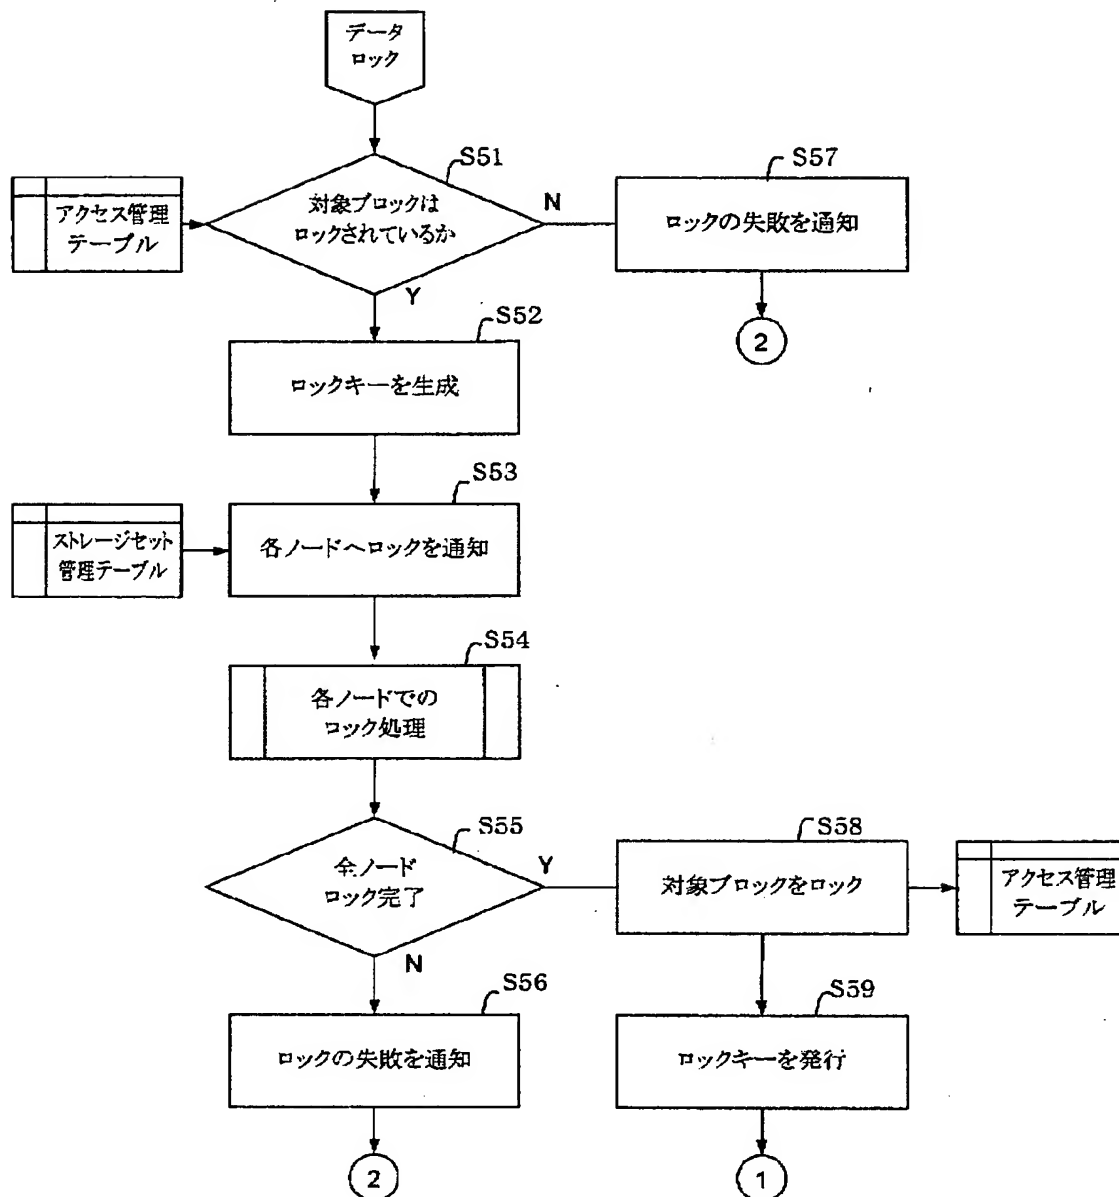 データ
ロック
S51
対象ブロックは
ロックされているか
アクセス管理
テーブル
N
Y
S57
ロックの失敗を通知
2
S52
ロックキーを生成
S53
各ノードへロックを通知
ストレージセット
管理テーブル
S54
各ノードでの
ロック処理
S55
全ノード
ロック完了
Y
N
S58
対象ブロックをロック
アクセス管理
テーブル
S56
ロックの失敗を通知
2
S59
ロックキーを発行
1